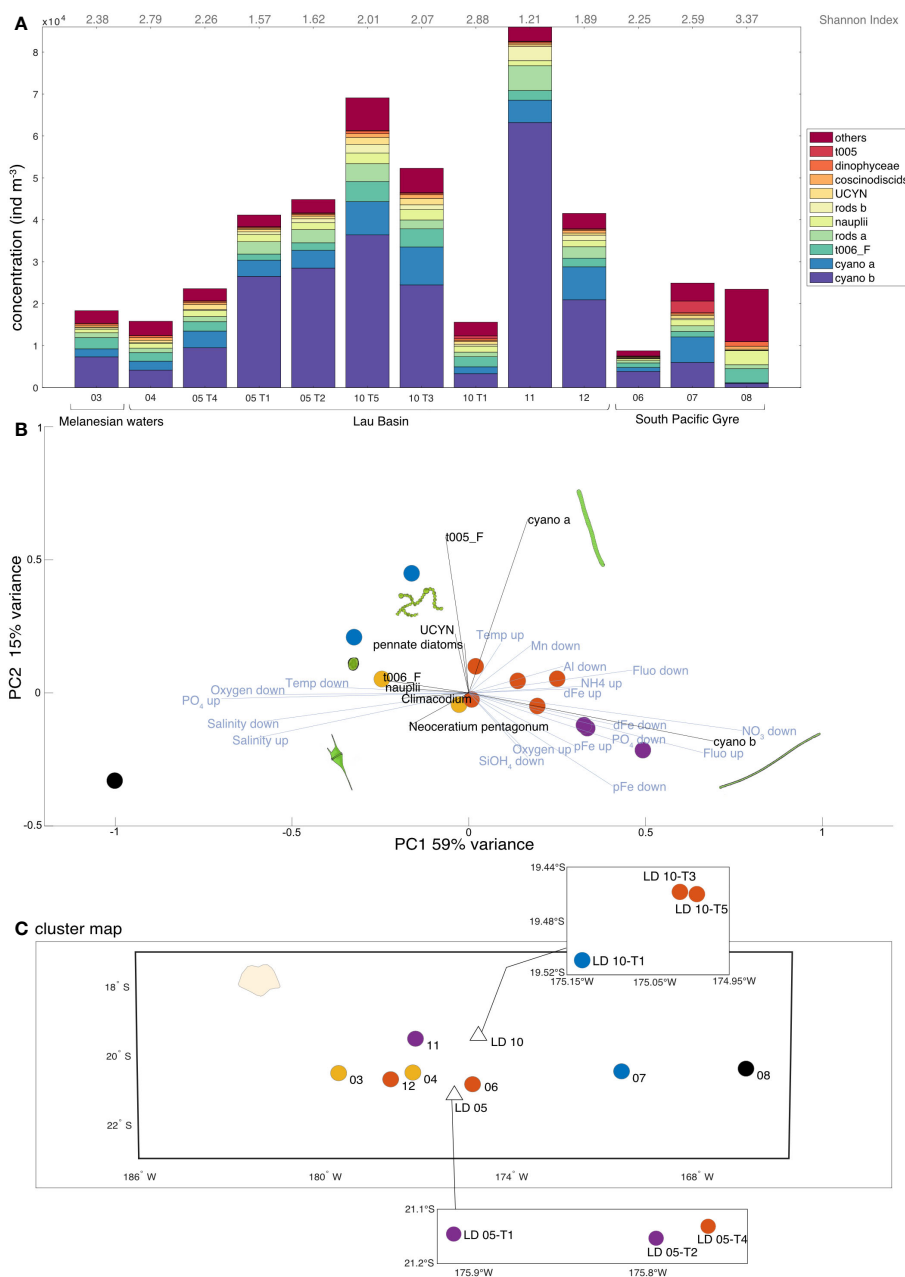 2.38 2.79 2.26 1.57 1.62 2.01 2.07 2.88 1.21 1.89 2.25 2.59 3.37 Shannon Index
A
x10⁴
8
7
6
5
4
3
2
1
0
concentration (ind m⁻³)
others
t005
dinophyceae
coscinodiscids
UCYN
rods b
nauplii
rods a
t006_F
cyano a
cyano b
03 04 05 T4 05 T1 05 T2 10 T5 10 T3 10 T1 11 12 06 07 08
Melanesian waters Lau Basin South Pacific Gyre
B
1
0.5
0
-0.5
PC2 15% variance
cyano a
t005_F
UCYN
pennate diatoms
Temp up
Mn down
Al down
Fluo down
NH4 up
dFe up
t006_F
nauplii
Climacodium
Neoceratium pentagonum
Temp down
Oxygen down
PO₄ up
Salinity down
Salinity up
dFe down
NO₃ down
PO₄ down
cyano b
Oxygen up
pFe up
Fluo up
SiOH₄ down
pFe down
-1 -0.5 0 0.5 1
PC1 59% variance
C cluster map
19.44°S
19.48°S
19.52°S
LD 10-T3
LD 10-T5
LD 10-T1
175.15°W 175.05°W 174.95°W
18° S
20° S
22° S
11
LD 10
03
12
04
06
LD 05
07
08
186° W 180° W 174° W 168° W
21.1°S
21.2°S
LD 05-T1
LD 05-T2
LD 05-T4
175.9°W 175.8°W